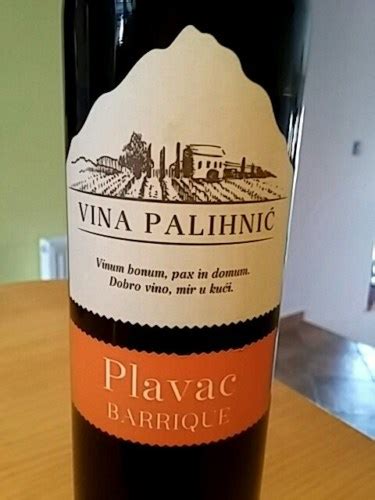 VINA PALIHNIĆ
Vinum bonum, pax in domum.
Dobro vino, mir u kući.
Plavac
BARRIQUE